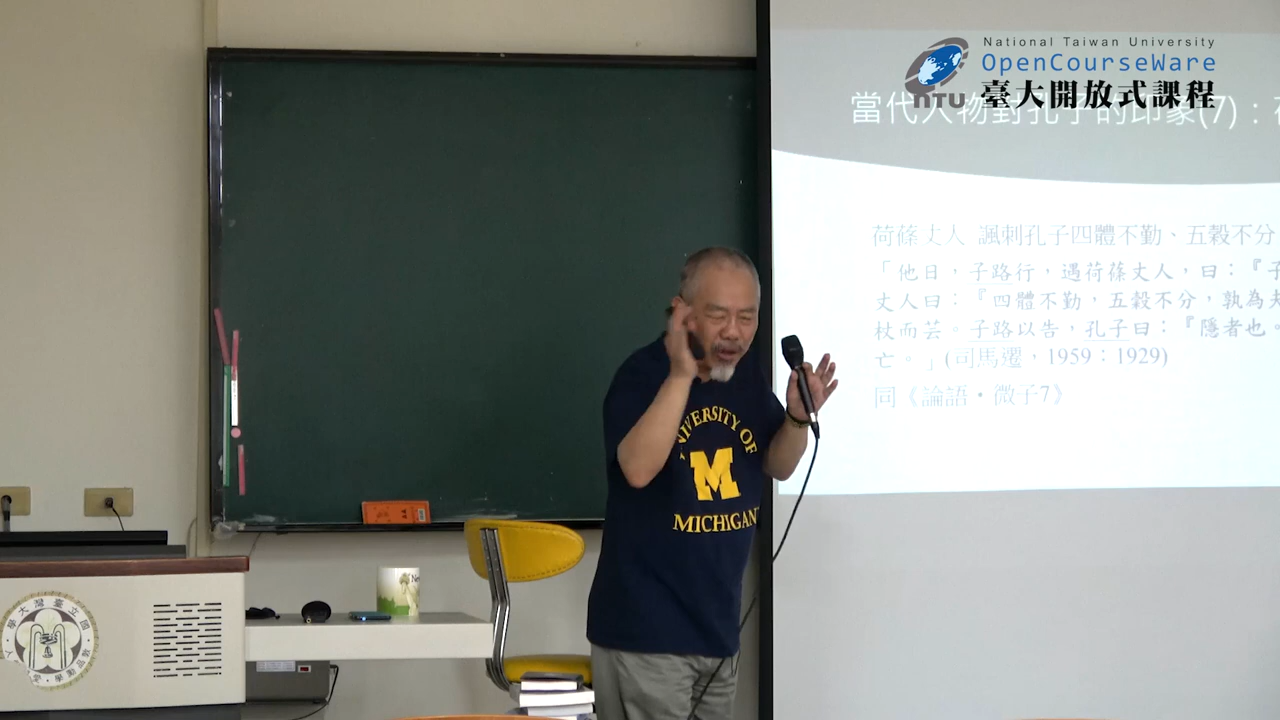 National Taiwan University
OpenCourseWare
NTU 臺大開放式課程
當代人物對孔子的印象(7)：
荷蓧丈人 諷刺孔子四體不勤、五穀不分
「他日，子路行，遇荷蓧丈人，曰：『子
丈人曰：『四體不勤，五穀不分，孰為夫
杖而芸。子路以告，孔子曰：『隱者也。
亡。」(司馬遷，1959：1929)
同《論語‧微子7》
UNIVERSITY OF
M
MICHIGAN